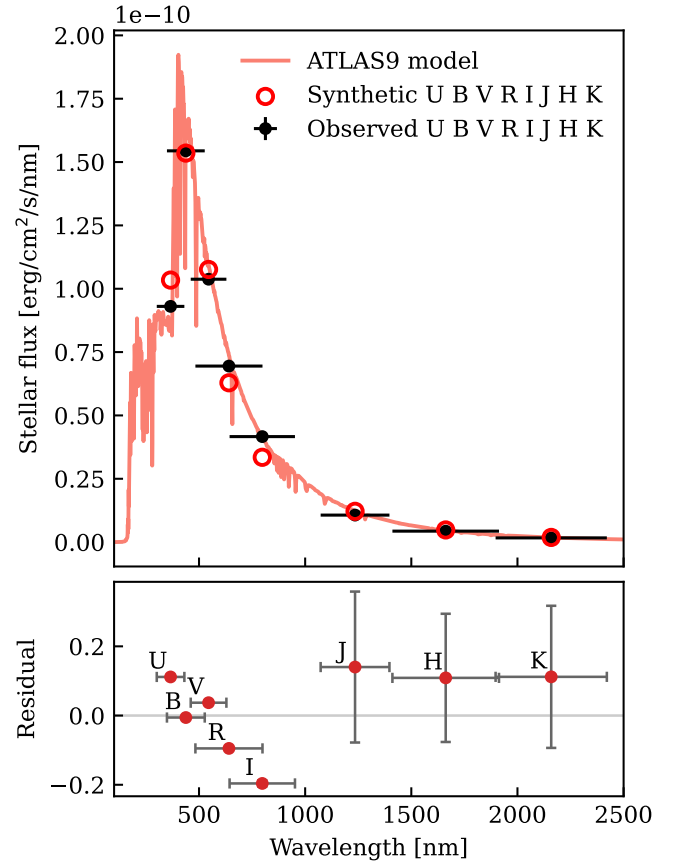 1e−10
2.00
1.75
1.50
1.25
1.00
0.75
0.50
0.25
0.00
Stellar flux [erg/cm²/s/nm]
ATLAS9 model
Synthetic U B V R I J H K
Observed U B V R I J H K
0.2
0.0
−0.2
Residual
U
B
V
R
I
J
H
K
500
1000
1500
2000
2500
Wavelength [nm]